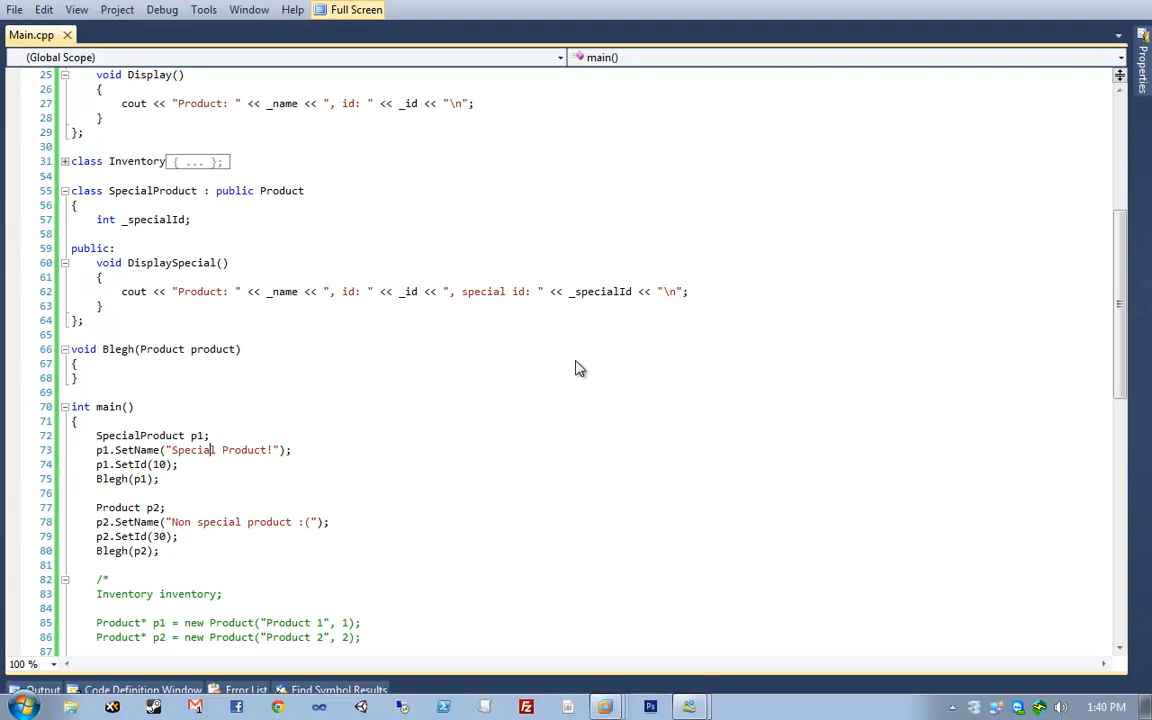 File Edit View Project Debug Tools Window Help Full Screen
Main.cpp
(Global Scope) main()
Properties
25 void Display()
26 {
27 cout << "Product: " << _name << ", id: " << _id << "\n";
28 }
29 };
30
31 class Inventory { ... };
54
55 class SpecialProduct : public Product
56 {
57 int _specialId;
58
59 public:
60 void DisplaySpecial()
61 {
62 cout << "Product: " << _name << ", id: " << _id << ", special id: " << _specialId << "\n";
63 }
64 };
65
66 void Blegh(Product product)
67 {
68 }
69
70 int main()
71 {
72 SpecialProduct p1;
73 p1.SetName("Special Product!");
74 p1.SetId(10);
75 Blegh(p1);
76
77 Product p2;
78 p2.SetName("Non special product :(");
79 p2.SetId(30);
80 Blegh(p2);
81
82 /*
83 Inventory inventory;
84
85 Product* p1 = new Product("Product 1", 1);
86 Product* p2 = new Product("Product 2", 2);
87
100 %
Output Code Definition Window Error List Find Symbol Results
1:40 PM